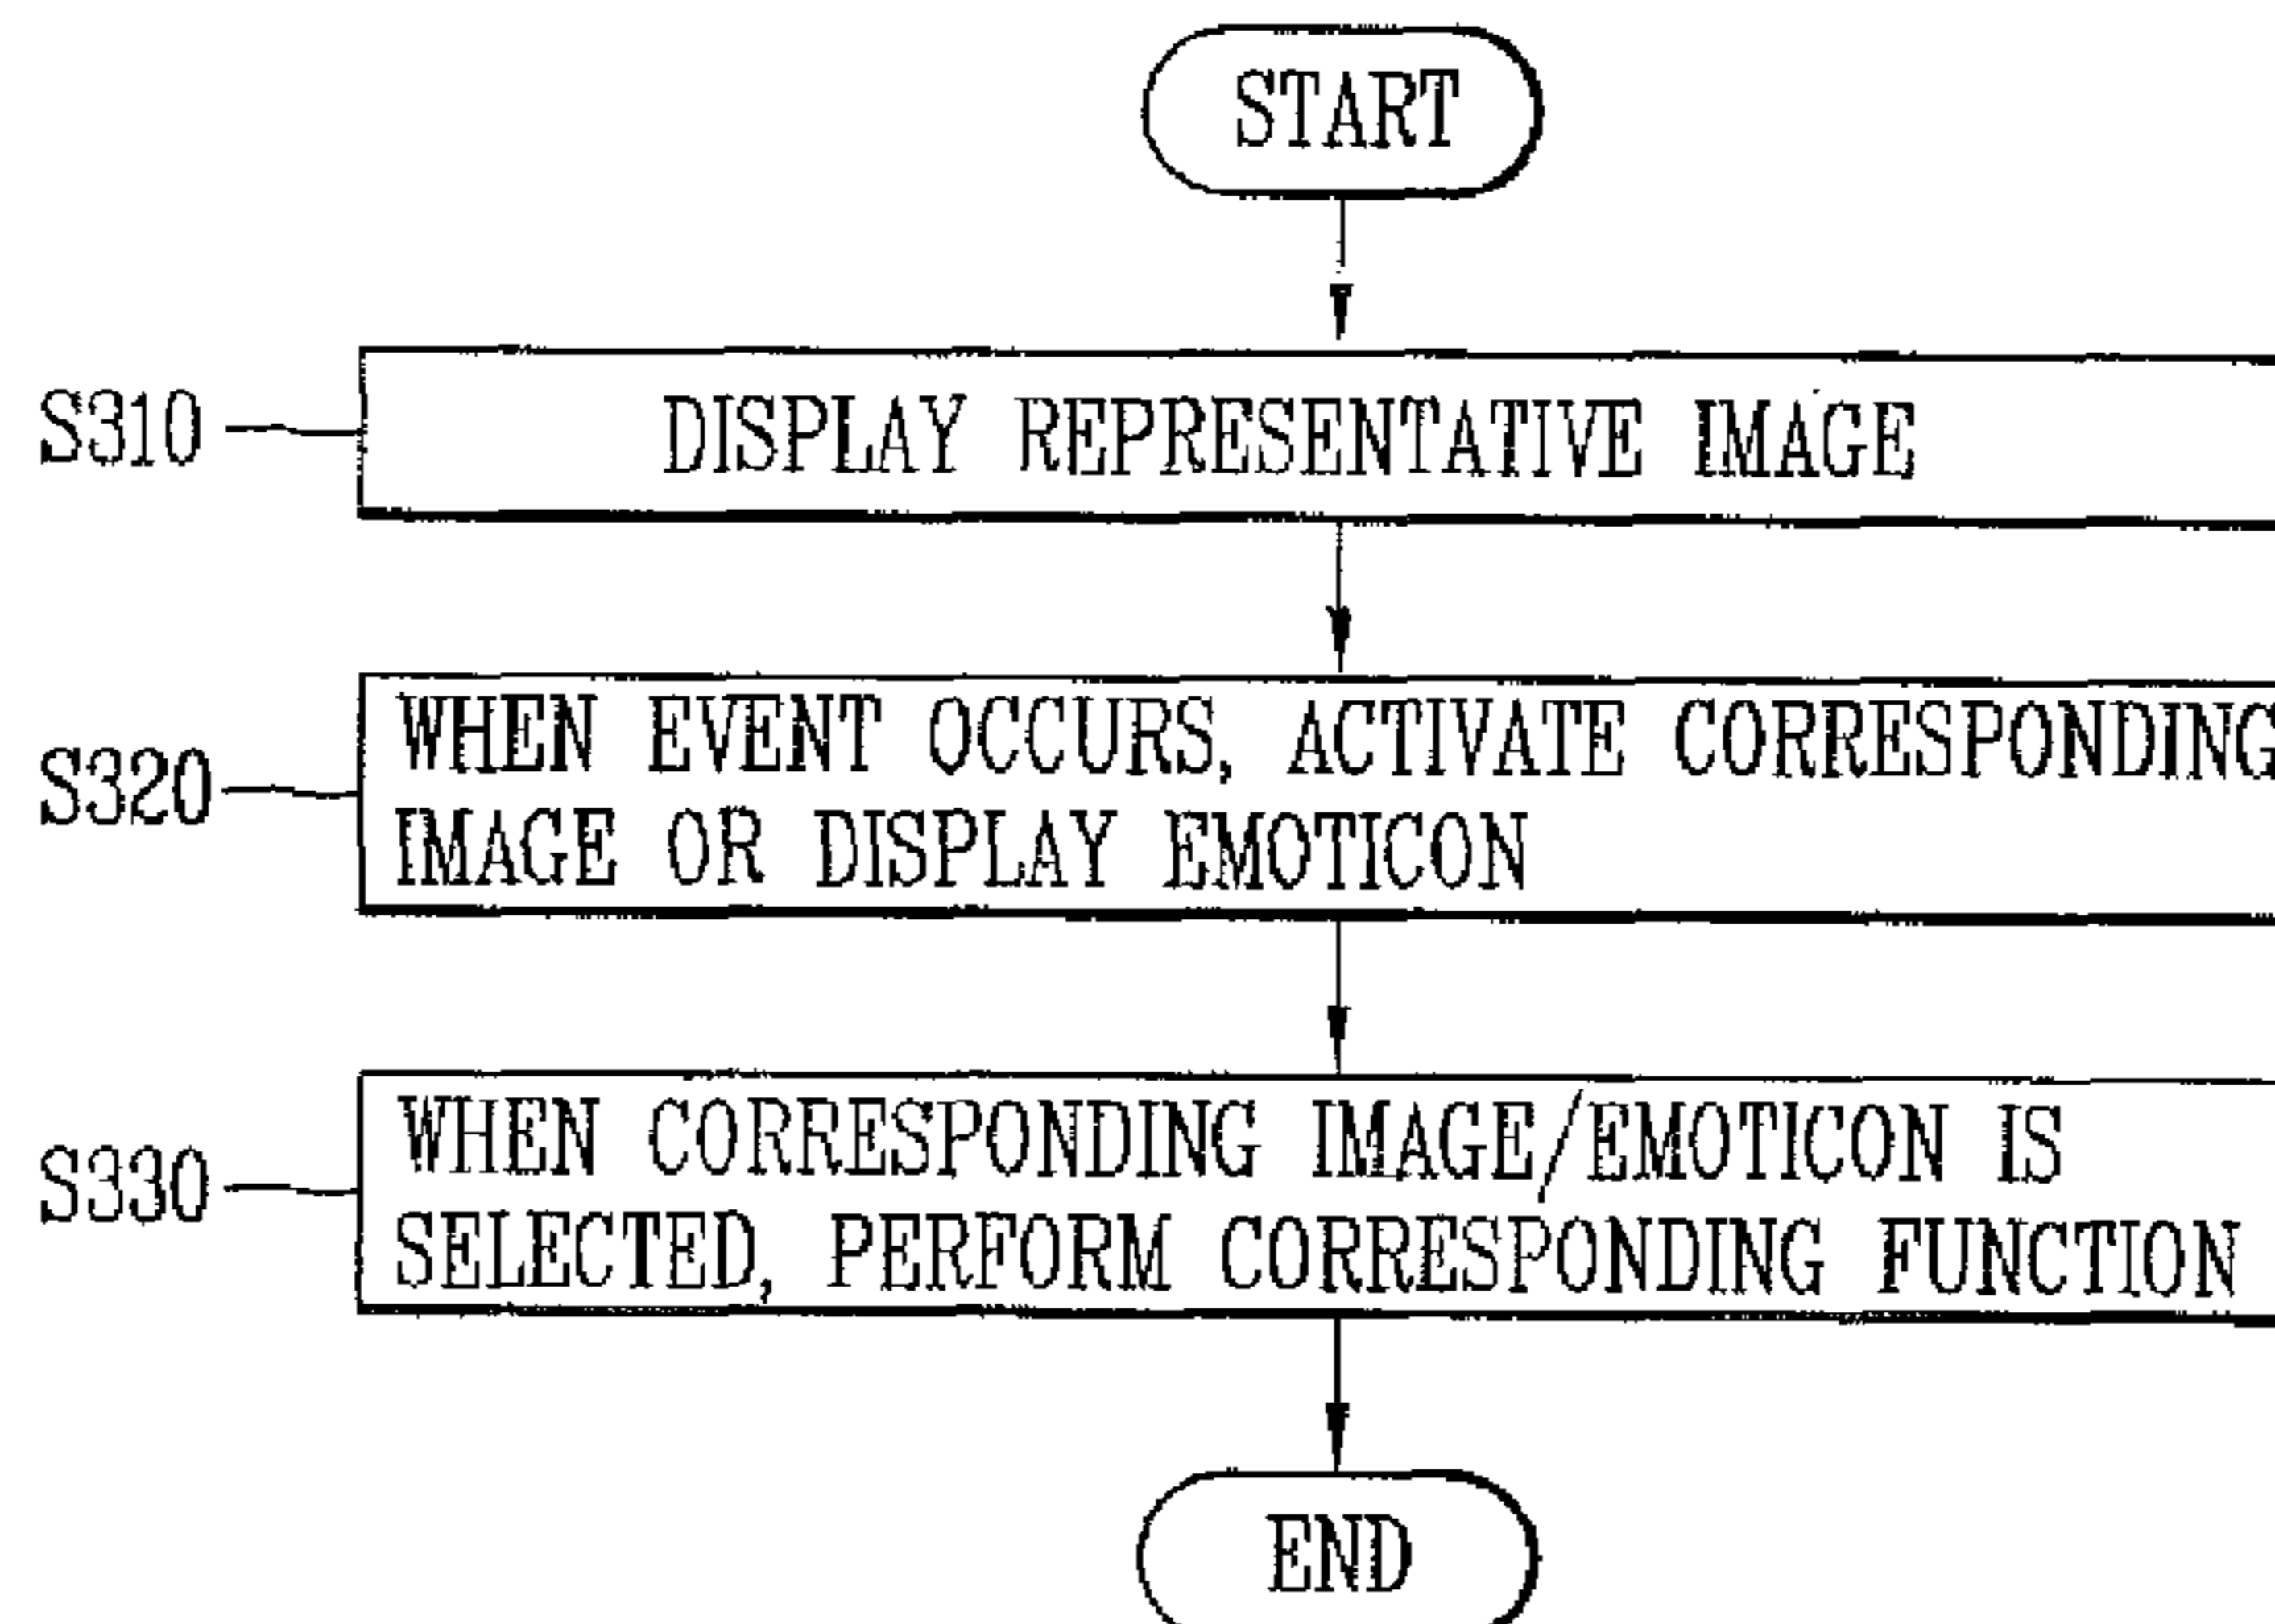 START
S310
DISPLAY REPRESENTATIVE IMAGE
S320
WHEN EVENT OCCURS, ACTIVATE CORRESPONDING
IMAGE OR DISPLAY EMOTICON
S330
WHEN CORRESPONDING IMAGE/EMOTICON IS
SELECTED, PERFORM CORRESPONDING FUNCTION
END